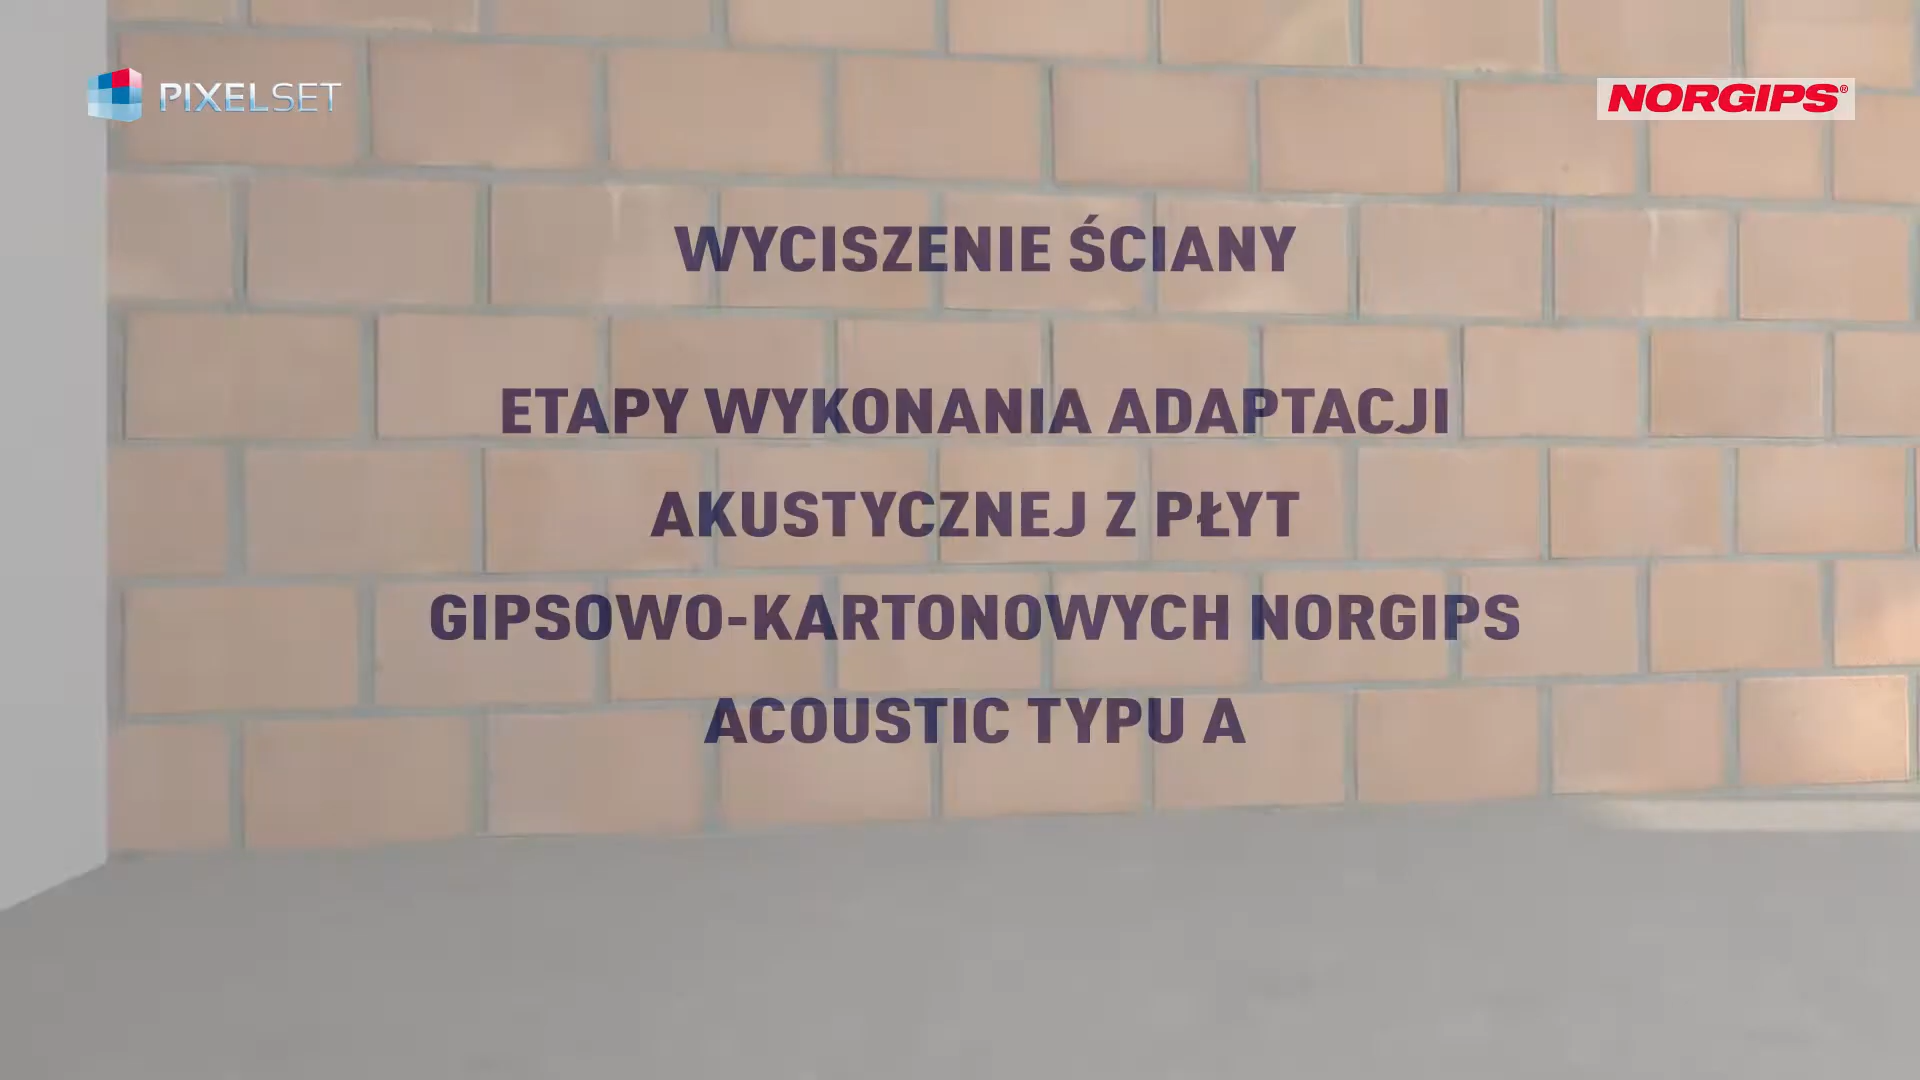 PIXELSET
NORGIPS®
WYCISZENIE ŚCIANY
ETAPY WYKONANIA ADAPTACJI
AKUSTYCZNEJ Z PŁYT
GIPSOWO-KARTONOWYCH NORGIPS
ACOUSTIC TYPU A